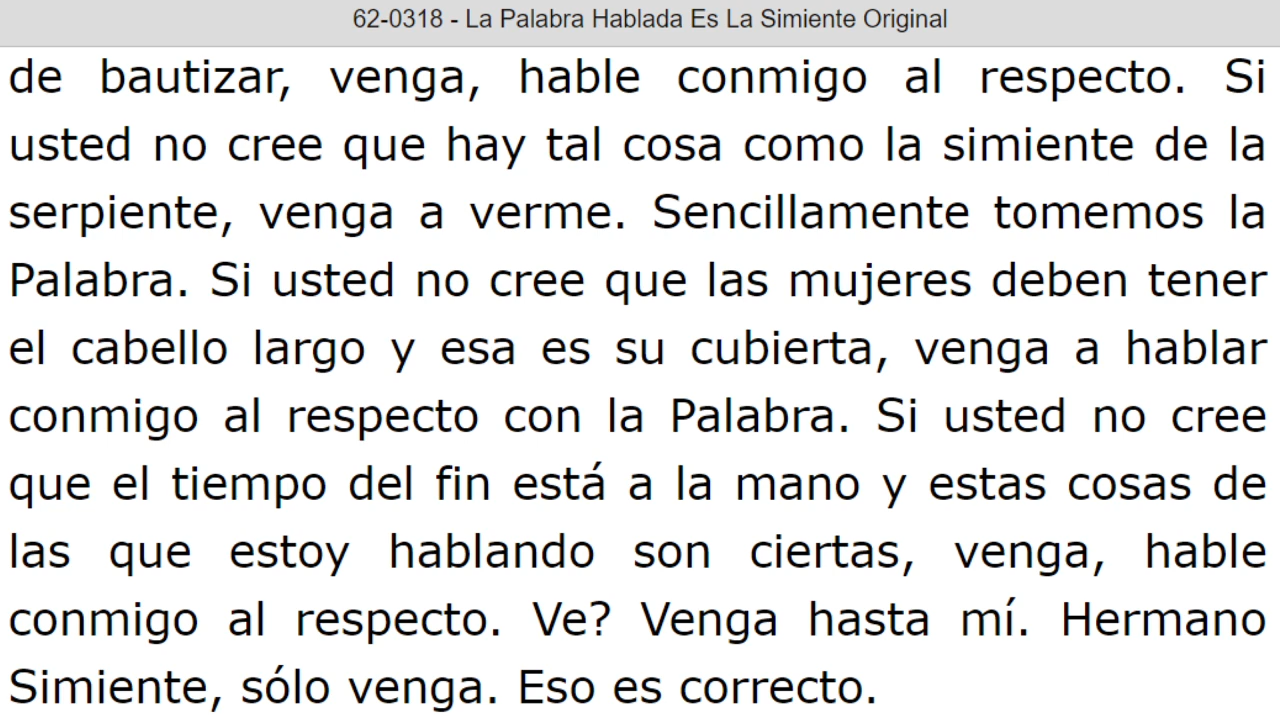 62-0318 - La Palabra Hablada Es La Simiente Original
de bautizar, venga, hable conmigo al respecto. Si
usted no cree que hay tal cosa como la simiente de la
serpiente, venga a verme. Sencillamente tomemos la
Palabra. Si usted no cree que las mujeres deben tener
el cabello largo y esa es su cubierta, venga a hablar
conmigo al respecto con la Palabra. Si usted no cree
que el tiempo del fin está a la mano y estas cosas de
las que estoy hablando son ciertas, venga, hable
conmigo al respecto. Ve? Venga hasta mí. Hermano
Simiente, sólo venga. Eso es correcto.